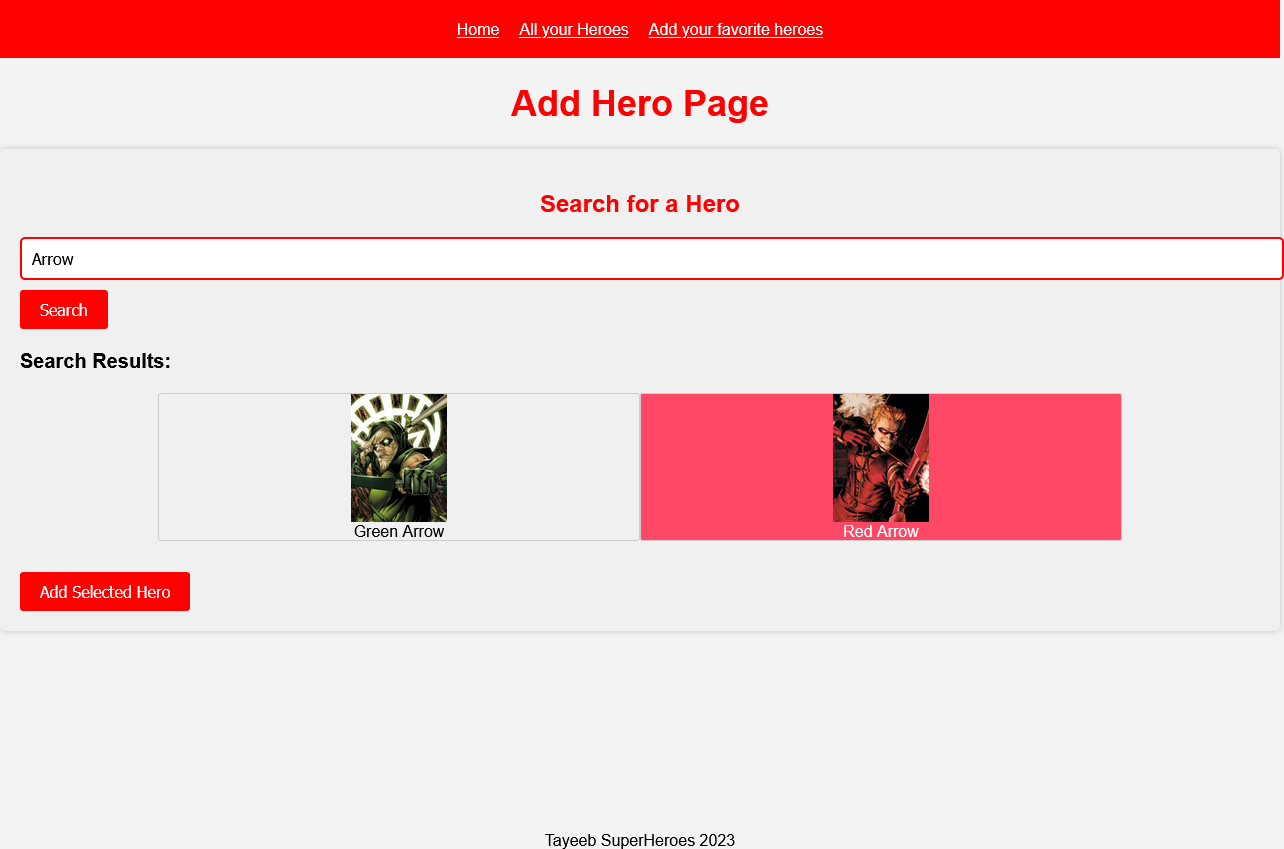 Home All your Heroes Add your favorite heroes
Add Hero Page
Search for a Hero
Arrow
Search
Search Results:
Green Arrow Red Arrow
Add Selected Hero
Tayeeb SuperHeroes 2023